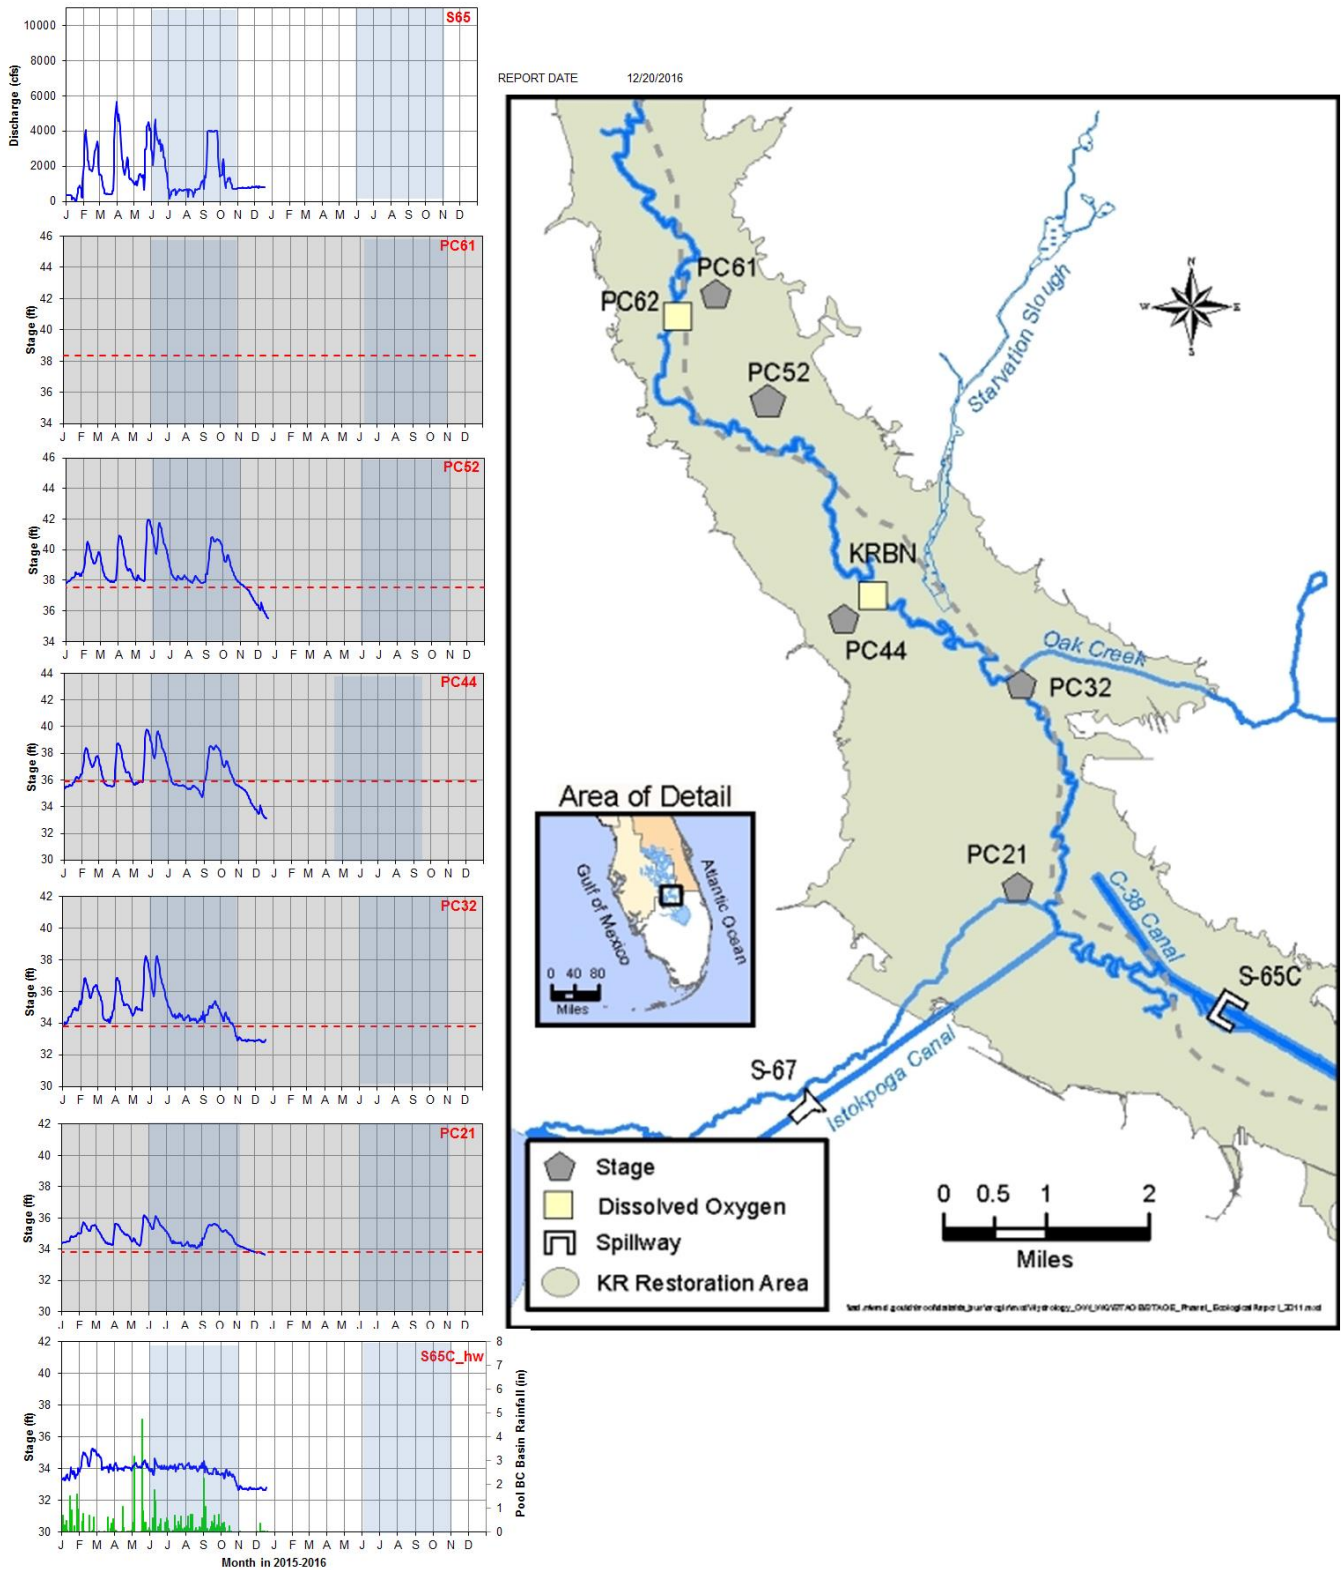 S65
10000
8000
6000
4000
2000
0
Discharge (cfs)
J F M A M J J A S O N D J F M A M J J A S O N D
PC61
46
44
42
40
38
36
34
Stage (ft)
J F M A M J J A S O N D J F M A M J J A S O N D
PC52
46
44
42
40
38
36
34
Stage (ft)
J F M A M J J A S O N D J F M A M J J A S O N D
PC44
44
42
40
38
36
34
32
30
Stage (ft)
J F M A M J J A S O N D J F M A M J J A S O N D
PC32
42
40
38
36
34
32
30
Stage (ft)
J F M A M J J A S O N D J F M A M J J A S O N D
PC21
42
40
38
36
34
32
30
Stage (ft)
J F M A M J J A S O N D J F M A M J J A S O N D
S65C_hw
42
40
38
36
34
32
30
Stage (ft)
8
7
6
5
4
3
2
1
0
Pool BC Basin Rainfall (in)
J F M A M J J A S O N D J F M A M J J A S O N D
Month in 2015-2016
REPORT DATE 12/20/2016
PC61
PC62
PC52
Starvation Slough
N
W
E
S
KRBN
PC44
Oak Creek
PC32
Area of Detail
Gulf of Mexico
Atlantic Ocean
0 40 80
Miles
PC21
C-38 Canal
S-65C
S-67
Istokpoga Canal
Stage
Dissolved Oxygen
Spillway
KR Restoration Area
0 0.5 1 2
Miles